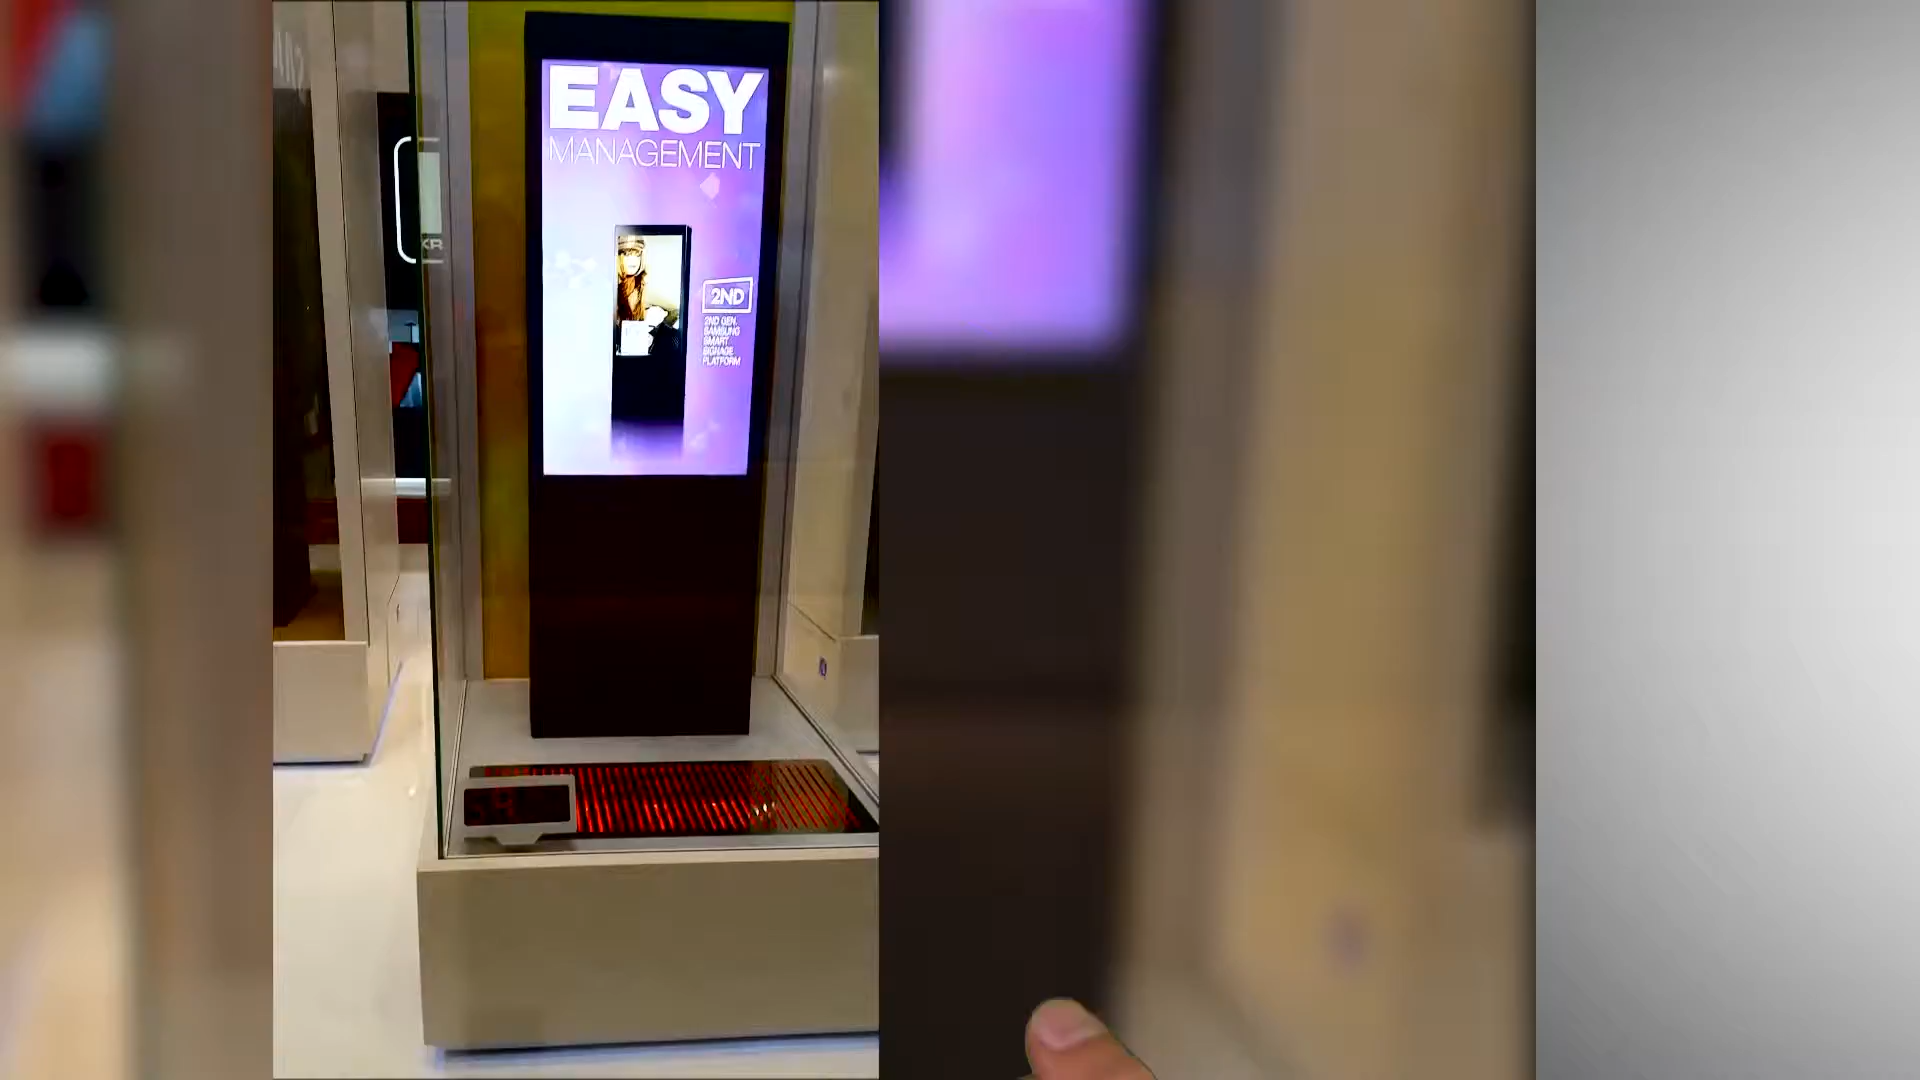 EASY
MANAGEMENT
2ND
2ND GEN.
SAMSUNG
SMART
SIGNAGE
PLATFORM